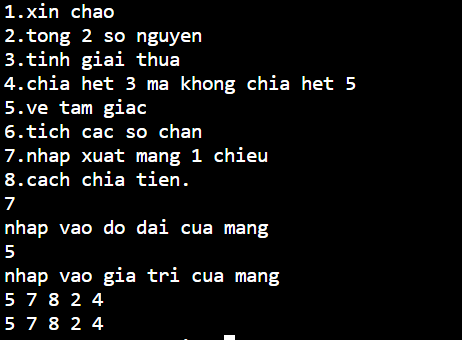 1.xin chao
2.tong 2 so nguyen
3.tinh giai thua
4.chia het 3 ma khong chia het 5
5.ve tam giac
6.tich cac so chan
7.nhap xuat mang 1 chieu
8.cach chia tien.
7
nhap vao do dai cua mang
5
nhap vao gia tri cua mang
5 7 8 2 4
5 7 8 2 4